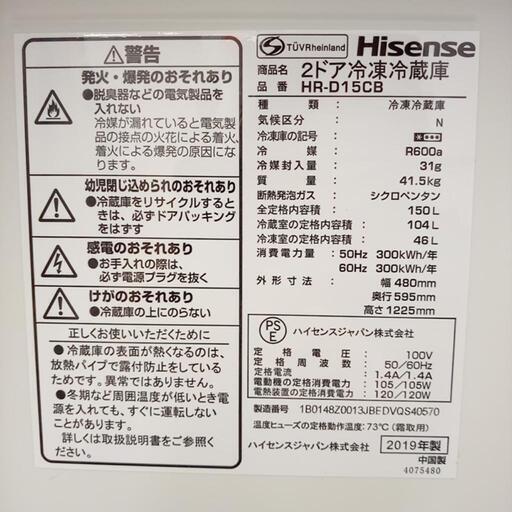 警告
発火・爆発のおそれあり
●脱臭器などの電気製品を
入れない
冷媒が漏れていると電気製
品の接点の火花による着火、
着火による爆発の原因にな
ります。
幼児閉じ込められのおそれあり
●冷蔵庫をリサイクルすると
きは、必ずドアパッキング
をはずす
感電のおそれあり
●お手入れの際は、
必ず電源プラグを抜く
けがのおそれあり
●冷蔵庫の上にのらない
正しくお使いいただくために
●冷蔵庫の表面が熱くなるのは、
放熱パイプで露付防止をしている
ためです。異常ではありません。
●冬期など周囲温度が低いとき電源
を入れても、すぐに運転しない
ことがあります。
詳しくは取扱説明書をごらんく
ださい。
TÜVRheinland
Hisense
商品名 2ドア冷凍冷蔵庫
品番 HR-D15CB
種類：冷凍冷蔵庫
気候区分：N
冷凍庫の記号：
冷媒：R600a
冷媒封入量：31g
質量：41.5kg
断熱発泡ガス：シクロペンタン
全定格内容積：150L
冷蔵室の定格内容積：104L
冷凍室の定格内容積：46L
消費電力量：50Hz 300kWh/年
60Hz 300kWh/年
外形寸法：幅 480mm
奥行 595mm
高さ 1225mm
PS
E
ハイセンスジャパン株式会社
定格電圧：100V
定格周波数：50/60Hz
定格電流：1.4A/1.4A
電動機の定格消費電力：105/105W
電熱装置の定格消費電力：120/120W
製造番号 1B0148Z0013JBFDVQS40570
温度ヒューズの定格動作温度：73℃（霜取用）
ハイセンスジャパン株式会社 2019年製
中国製
4075480